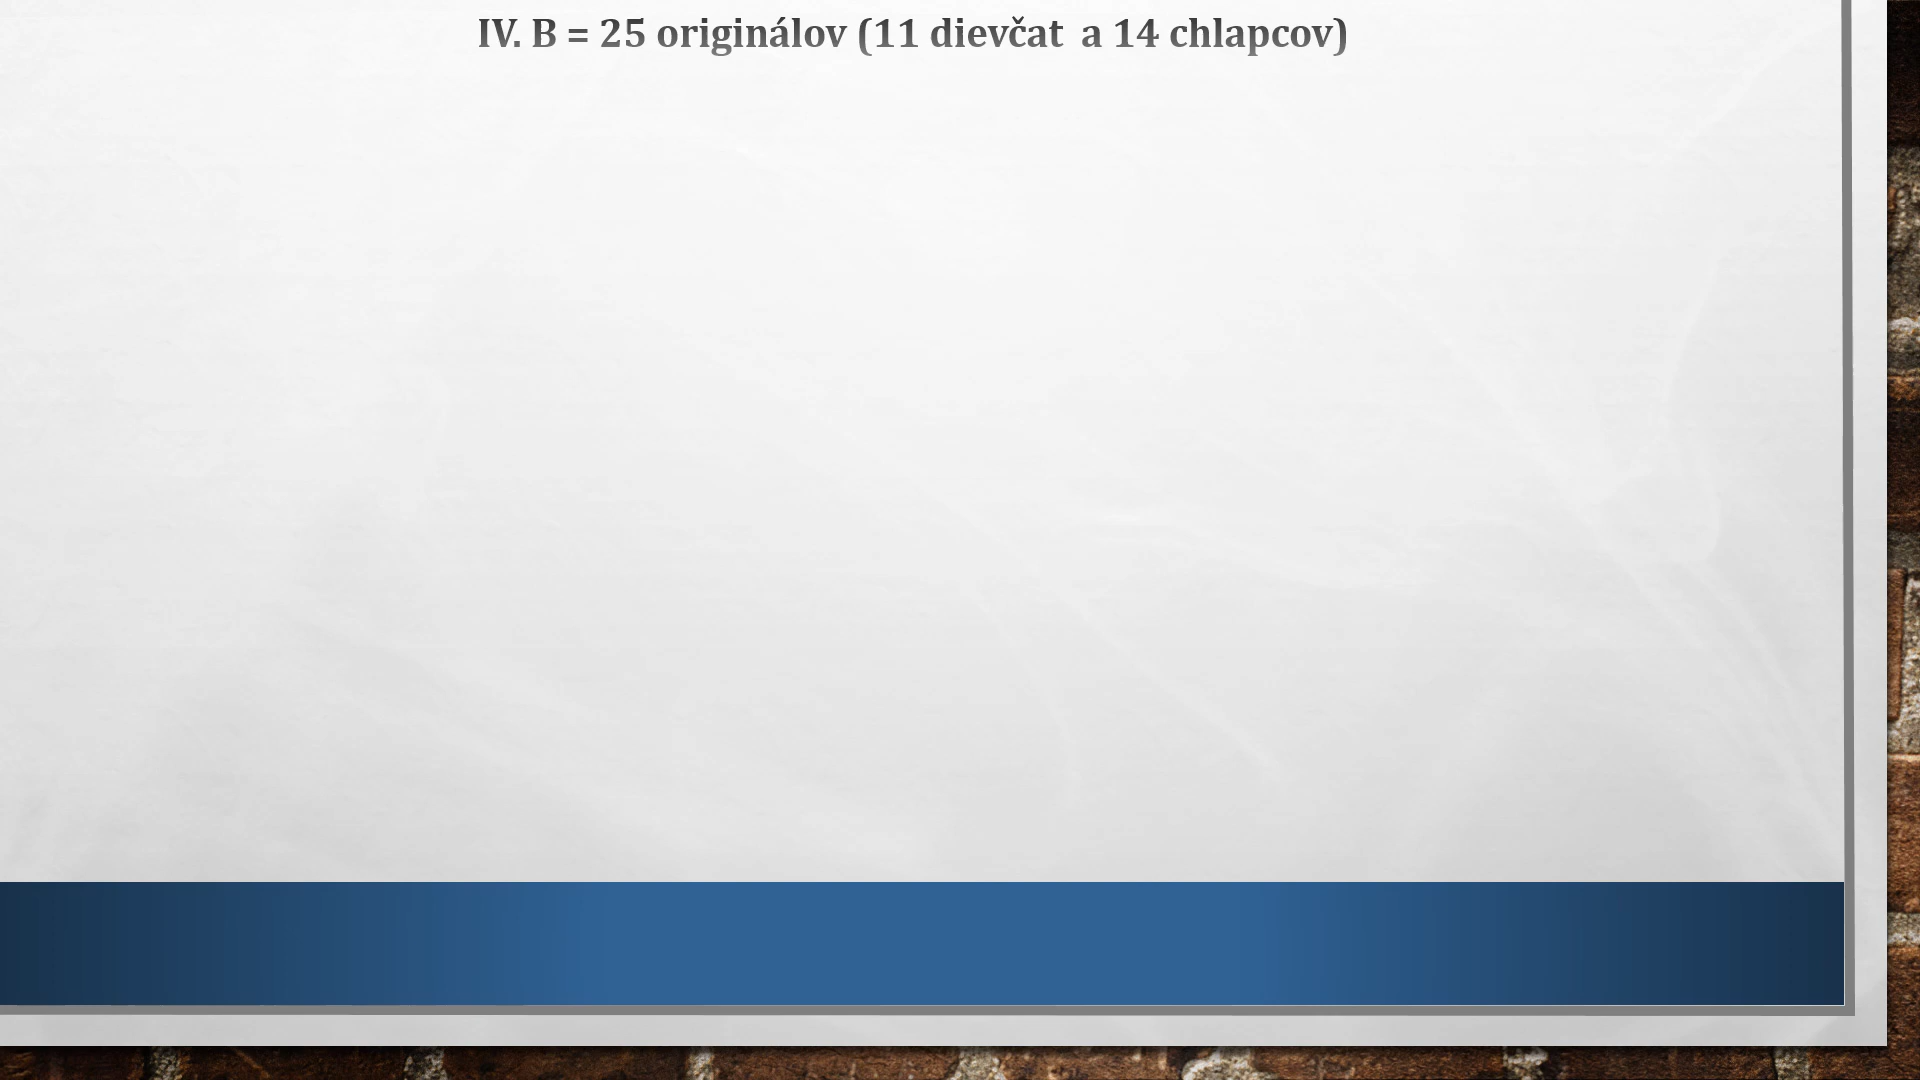 IV. B = 25 originálov (11 dievčat a 14 chlapcov)